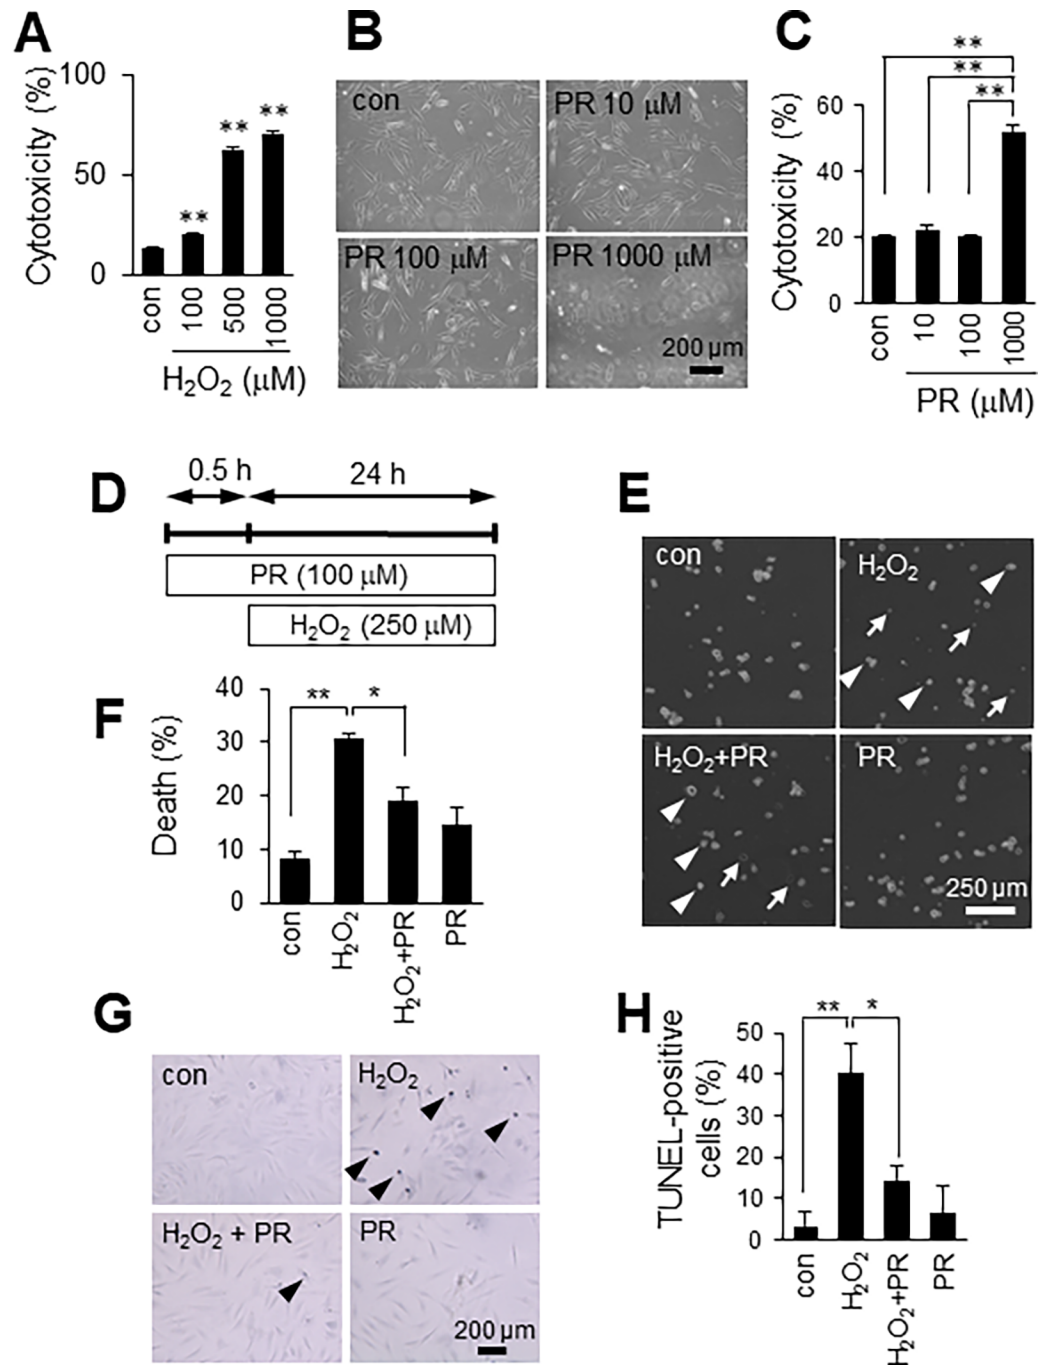 A
Cytotoxicity (%)
100
50
0
**
**
**
con
100
500
1000
H₂O₂ (μM)
B
con
PR 10 μM
PR 100 μM
PR 1000 μM
200 μm
C
Cytotoxicity (%)
60
40
20
0
**
**
**
con
10
100
1000
PR (μM)
D
0.5 h
24 h
PR (100 μM)
H₂O₂ (250 μM)
E
con
H₂O₂
H₂O₂+PR
PR
250 μm
F
Death (%)
40
30
20
10
0
**
*
con
H₂O₂
H₂O₂+PR
PR
G
con
H₂O₂
H₂O₂ + PR
PR
200 μm
H
TUNEL-positive
cells (%)
50
40
30
20
10
0
**
*
con
H₂O₂
H₂O₂+PR
PR